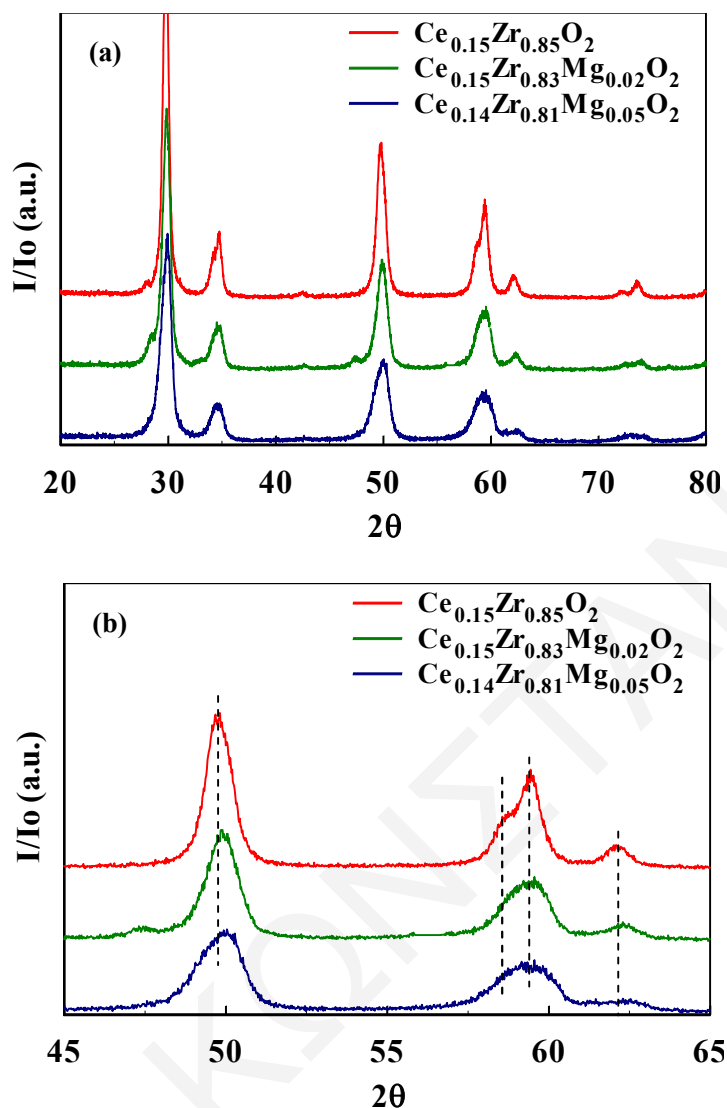 (a)
Ce0.15Zr0.85O2
Ce0.15Zr0.83Mg0.02O2
Ce0.14Zr0.81Mg0.05O2
I/Io (a.u.)
20 30 40 50 60 70 80
2θ
(b)
Ce0.15Zr0.85O2
Ce0.15Zr0.83Mg0.02O2
Ce0.14Zr0.81Mg0.05O2
I/Io (a.u.)
45 50 55 60 65
2θ
ΚΩΝΣΤΑΝ